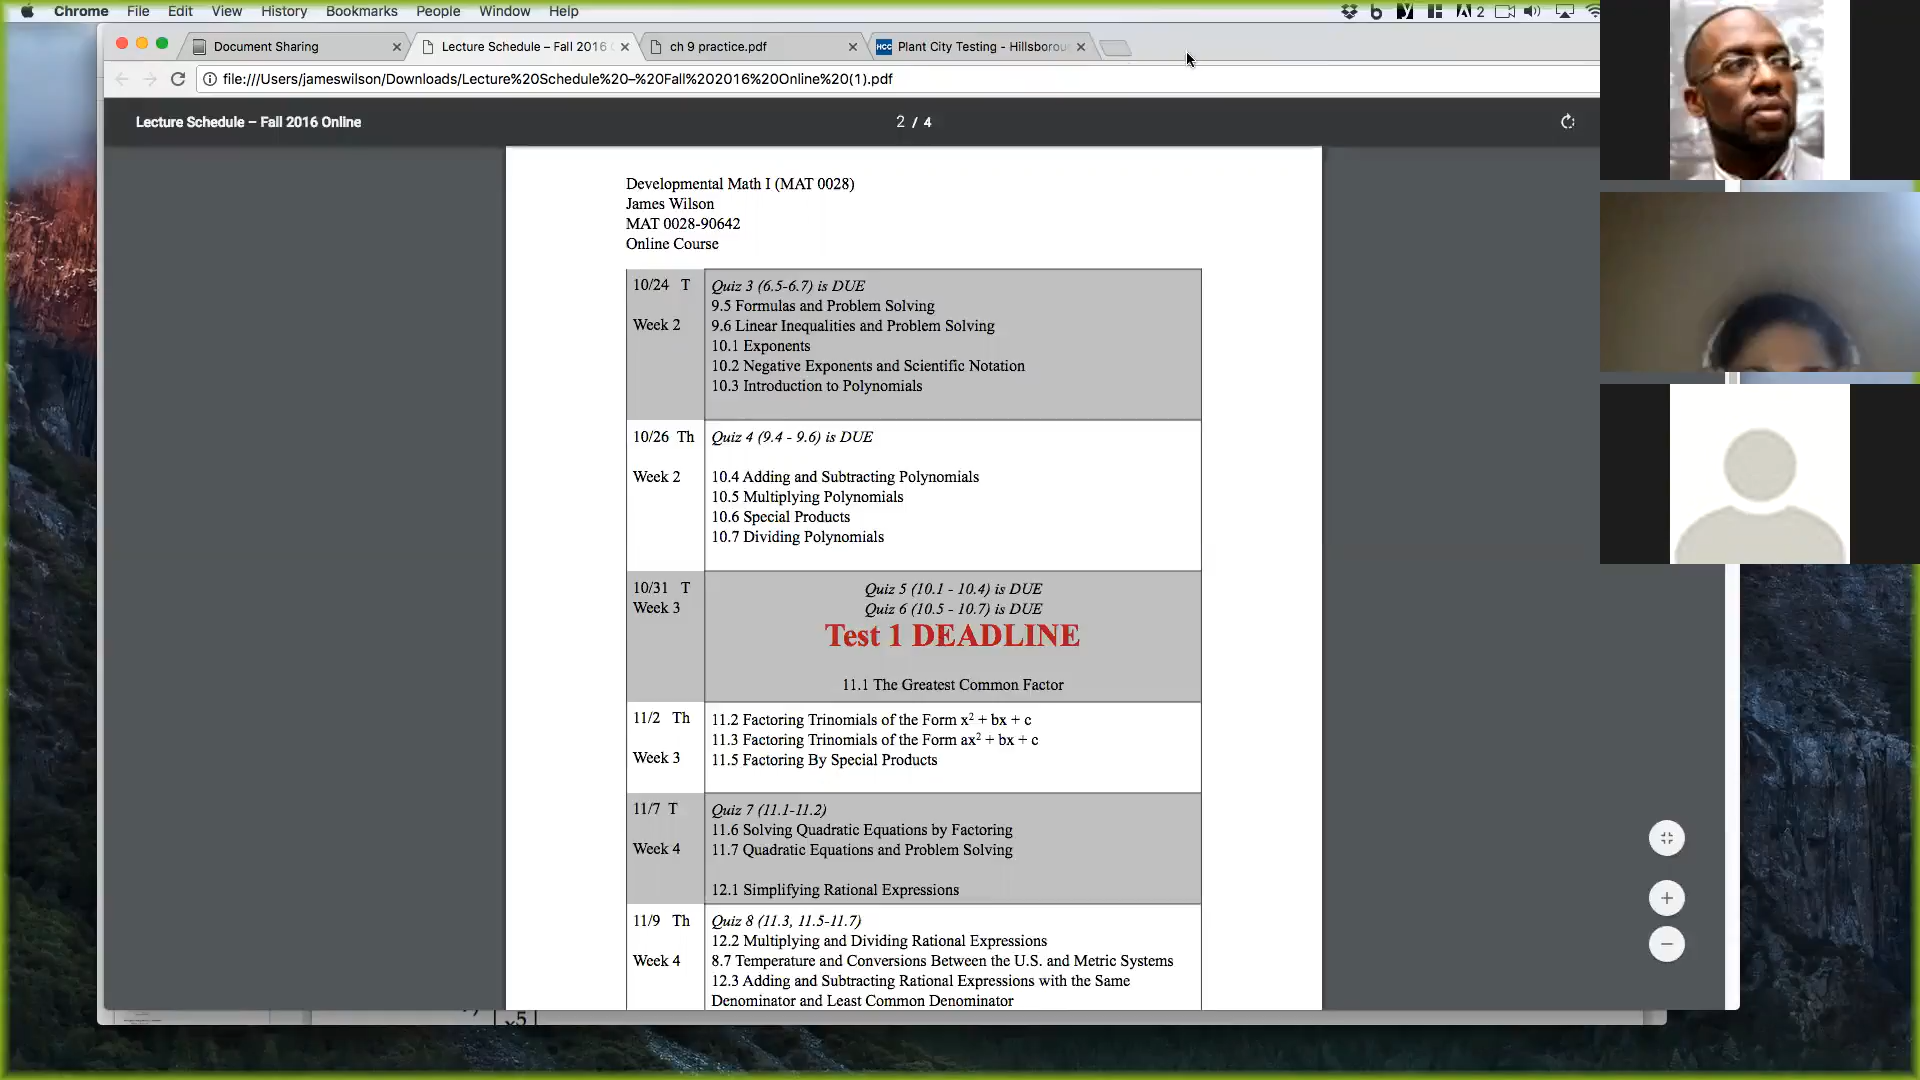 Chrome File Edit View History Bookmarks People Window Help
2
Document Sharing
Lecture Schedule – Fall 2016
ch 9 practice.pdf
HCC Plant City Testing - Hillsborou
file:///Users/jameswilson/Downloads/Lecture%20Schedule%20–%20Fall%202016%20Online%20(1).pdf
Lecture Schedule – Fall 2016 Online
2 / 4
Developmental Math I (MAT 0028)
James Wilson
MAT 0028-90642
Online Course
10/24 T
Week 2
Quiz 3 (6.5-6.7) is DUE
9.5 Formulas and Problem Solving
9.6 Linear Inequalities and Problem Solving
10.1 Exponents
10.2 Negative Exponents and Scientific Notation
10.3 Introduction to Polynomials
10/26 Th
Week 2
Quiz 4 (9.4 - 9.6) is DUE
10.4 Adding and Subtracting Polynomials
10.5 Multiplying Polynomials
10.6 Special Products
10.7 Dividing Polynomials
10/31 T
Week 3
Quiz 5 (10.1 - 10.4) is DUE
Quiz 6 (10.5 - 10.7) is DUE
Test 1 DEADLINE
11.1 The Greatest Common Factor
11/2 Th
Week 3
11.2 Factoring Trinomials of the Form x² + bx + c
11.3 Factoring Trinomials of the Form ax² + bx + c
11.5 Factoring By Special Products
11/7 T
Week 4
Quiz 7 (11.1-11.2)
11.6 Solving Quadratic Equations by Factoring
11.7 Quadratic Equations and Problem Solving
12.1 Simplifying Rational Expressions
11/9 Th
Week 4
Quiz 8 (11.3, 11.5-11.7)
12.2 Multiplying and Dividing Rational Expressions
8.7 Temperature and Conversions Between the U.S. and Metric Systems
12.3 Adding and Subtracting Rational Expressions with the Same
Denominator and Least Common Denominator